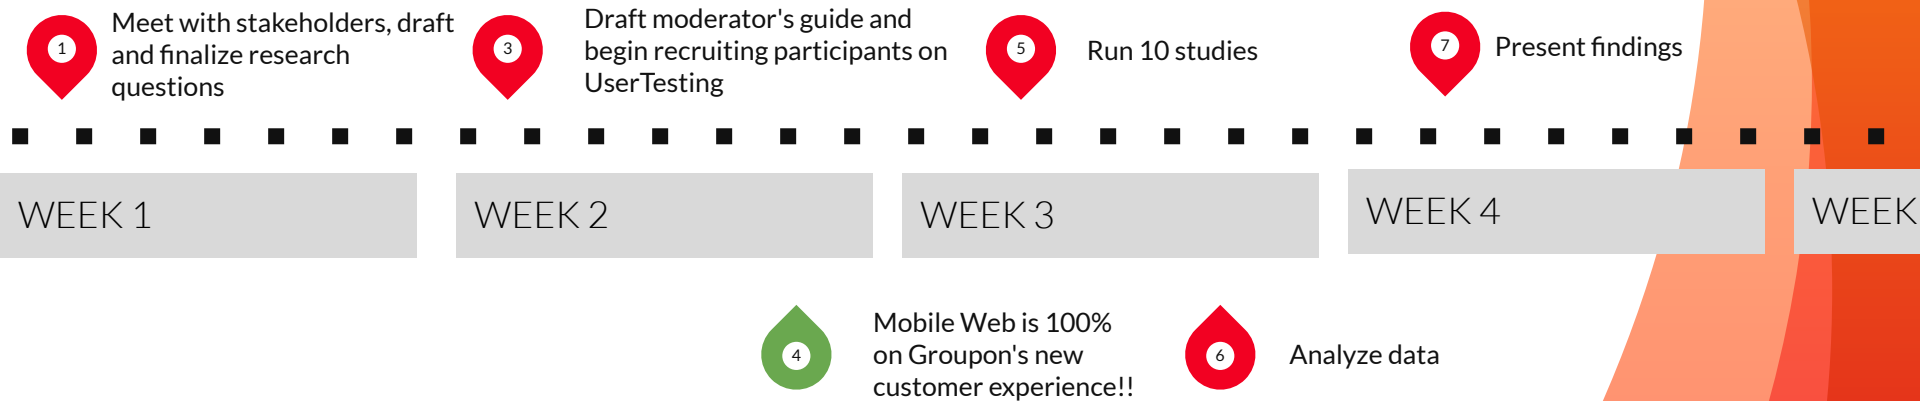 1
Meet with stakeholders, draft
and finalize research
questions
3
Draft moderator's guide and
begin recruiting participants on
UserTesting
5
Run 10 studies
7
Present findings
WEEK 1
WEEK 2
WEEK 3
WEEK 4
WEEK
4
Mobile Web is 100%
on Groupon's new
customer experience!!
6
Analyze data